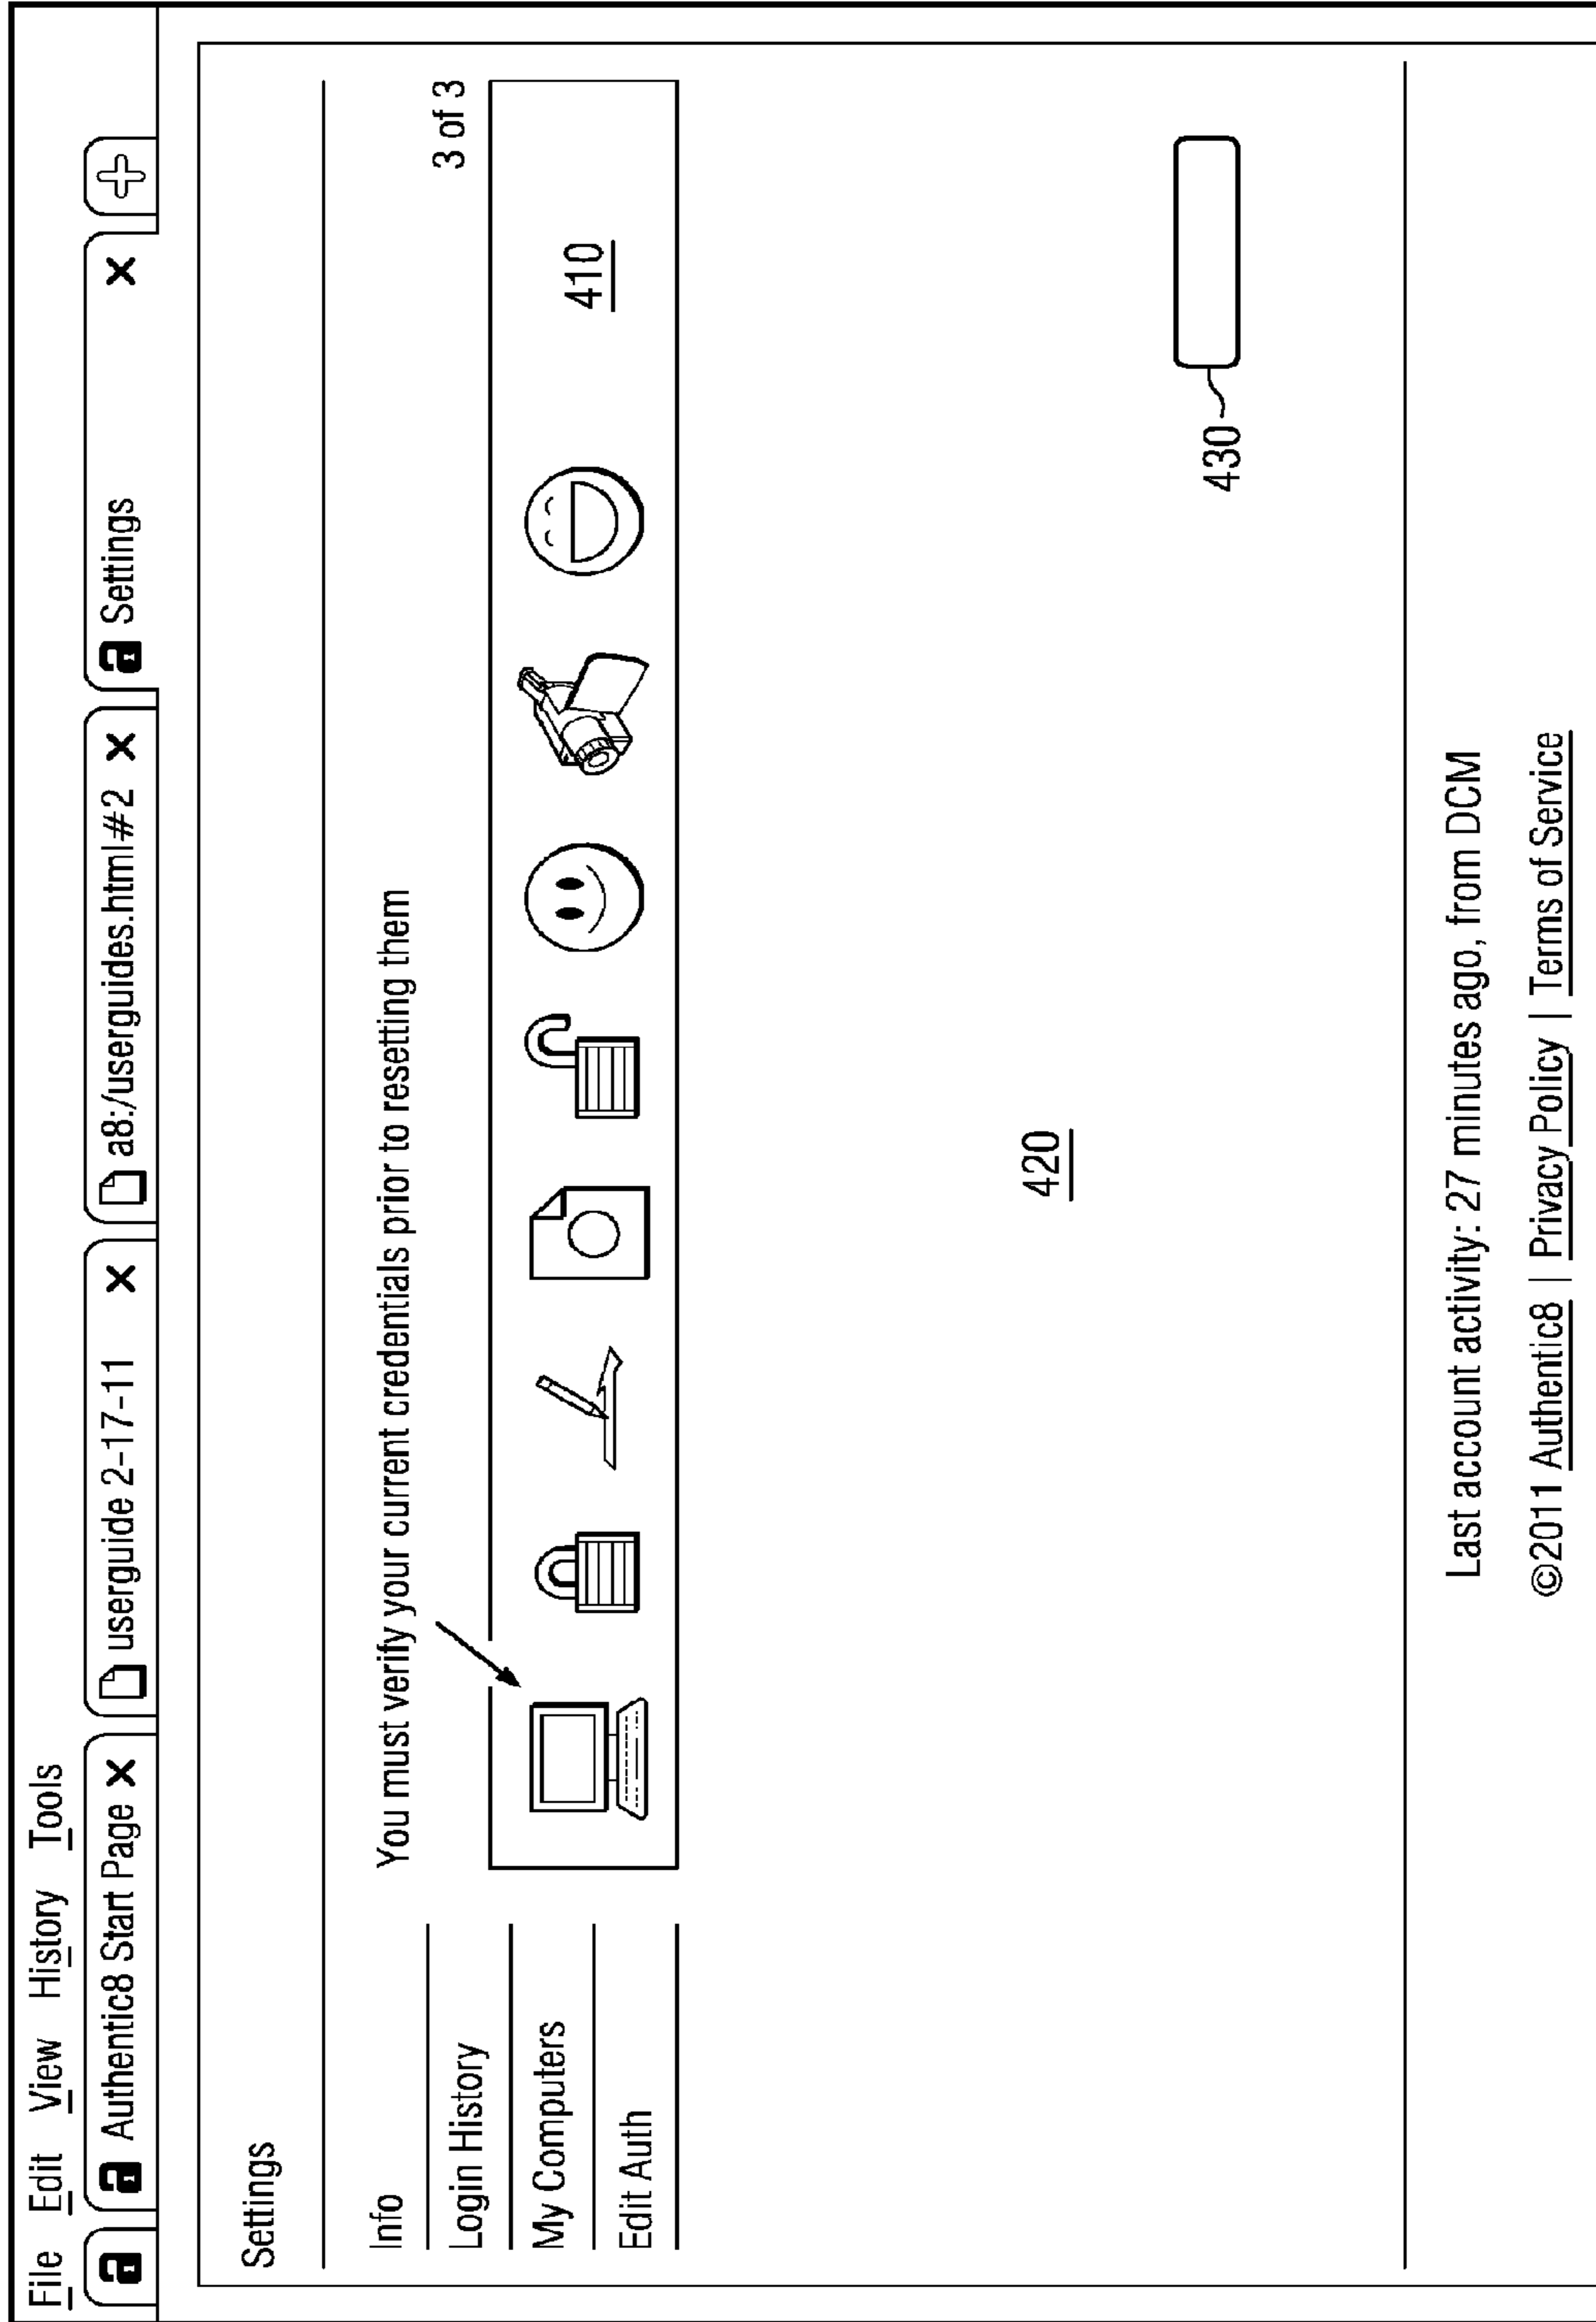 File Edit View History Tools
a
a Authentic8 Start Page X
userguide 2-17-11 X
a8:/userguides.html#2 X
a Settings X
Settings
Info
Login History
My Computers
Edit Auth
You must verify your current credentials prior to resetting them
3 of 3
410
420
430
Last account activity: 27 minutes ago, from DCM
©2011 Authentic8 | Privacy Policy | Terms of Service